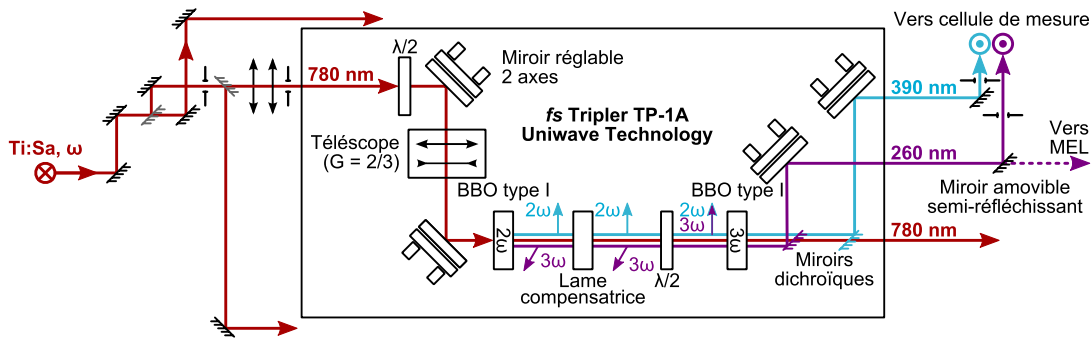 Vers cellule de mesure
λ/2
Miroir réglable
2 axes
780 nm
390 nm
fs Tripler TP-1A
Uniwave Technology
Télescope
(G = 2/3)
Vers
MEL
Ti:Sa, ω
260 nm
BBO type I
BBO type I
Miroir amovible
semi-réfléchissant
2ω
2ω
2ω
3ω
2ω
3ω
780 nm
3ω
3ω
Lame
compensatrice
λ/2
Miroirs
dichroïques